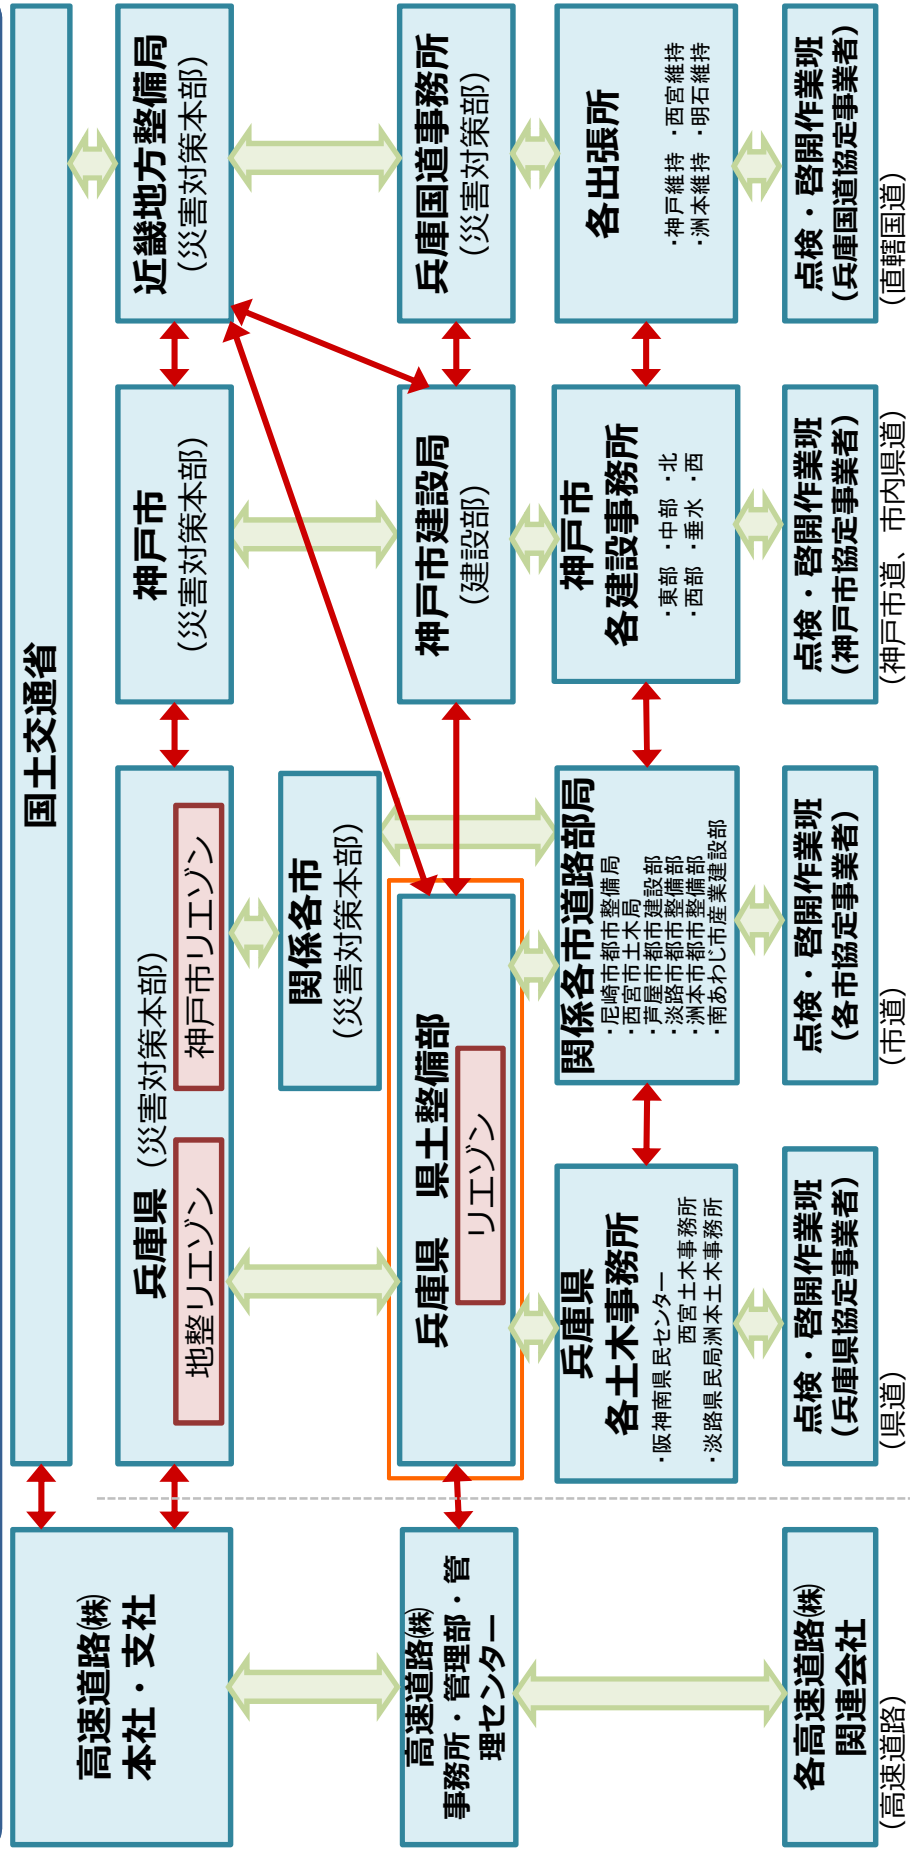 国土交通省
高速道路㈱
本社・支社
兵庫県 (災害対策本部)
地整リエゾン
神戸市リエゾン
神戸市
(災害対策本部)
近畿地方整備局
(災害対策本部)
関係各市
(災害対策本部)
高速道路㈱
事務所・管理部・管
理センター
兵庫県 県土整備部
リエゾン
神戸市建設局
(建設部)
兵庫国道事務所
(災害対策部)
兵庫県
各土木事務所
・阪神南県民センター
西宮土木事務所
・淡路県民局洲本土木事務所
関係各市道路部局
・尼崎市都市整備局
・西宮市土木局
・芦屋市都市建設部
・淡路市都市整備部
・洲本市都市整備部
・南あわじ市産業建設部
神戸市
各建設事務所
・東部 ・中部 ・北
・西部 ・垂水 ・西
各出張所
・神戸維持 ・西宮維持
・洲本維持 ・明石維持
各高速道路㈱
関連会社
(高速道路)
点検・啓開作業班
(兵庫県協定事業者)
(県道)
点検・啓開作業班
(各市協定事業者)
(市道)
点検・啓開作業班
(神戸市協定事業者)
(神戸市道、市内県道)
点検・啓開作業班
(兵庫国道協定事業者)
(直轄国道)